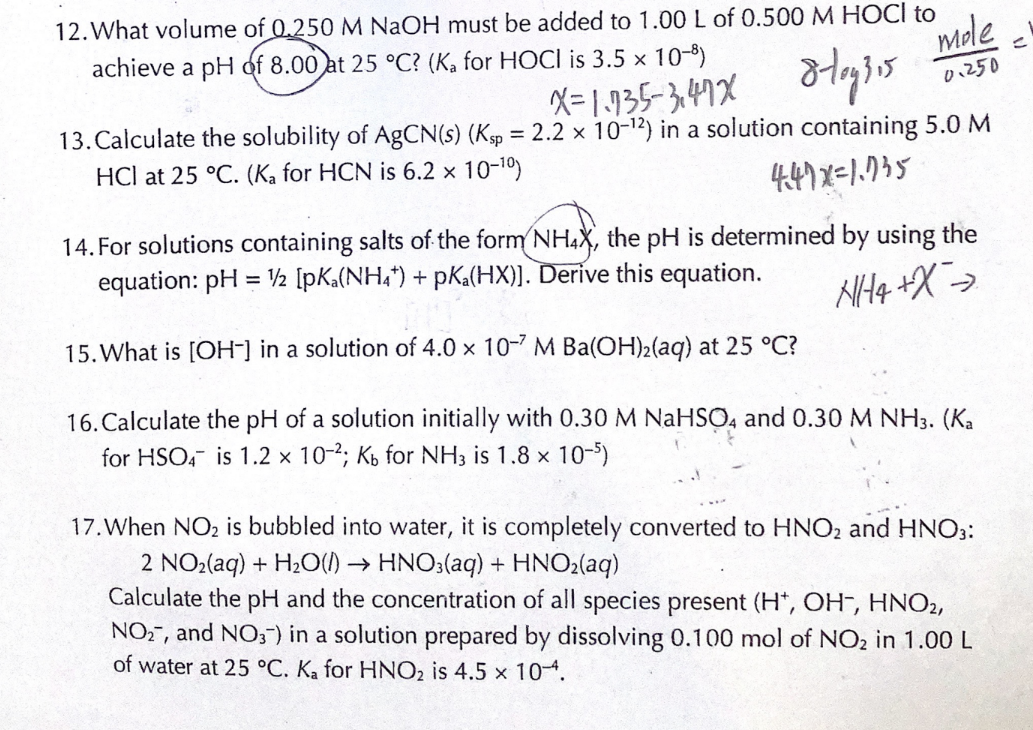 12. What volume of 0.250 M NaOH must be added to 1.00 L of 0.500 M HOCl to
mole
achieve a pH of 8.00 at 25 °C? (Kₐ for HOCl is 3.5 × 10⁻⁸)
8-log3.5
0.250
=
x=1.735-3.47x
13. Calculate the solubility of AgCN(s) (Kₛₚ = 2.2 × 10⁻¹²) in a solution containing 5.0 M
HCl at 25 °C. (Kₐ for HCN is 6.2 × 10⁻¹⁰)
4.47x=1.735
14. For solutions containing salts of the form NH₄X, the pH is determined by using the
equation: pH = ½ [pKₐ(NH₄⁺) + pKₐ(HX)]. Derive this equation.
NH4 + X⁻ →
15. What is [OH⁻] in a solution of 4.0 × 10⁻⁷ M Ba(OH)₂(aq) at 25 °C?
16. Calculate the pH of a solution initially with 0.30 M NaHSO₄ and 0.30 M NH₃. (Kₐ
for HSO₄⁻ is 1.2 × 10⁻²; K_b for NH₃ is 1.8 × 10⁻⁵)
17. When NO₂ is bubbled into water, it is completely converted to HNO₂ and HNO₃:
2 NO₂(aq) + H₂O(l) → HNO₃(aq) + HNO₂(aq)
Calculate the pH and the concentration of all species present (H⁺, OH⁻, HNO₂,
NO₂⁻, and NO₃⁻) in a solution prepared by dissolving 0.100 mol of NO₂ in 1.00 L
of water at 25 °C. Kₐ for HNO₂ is 4.5 × 10⁻⁴.